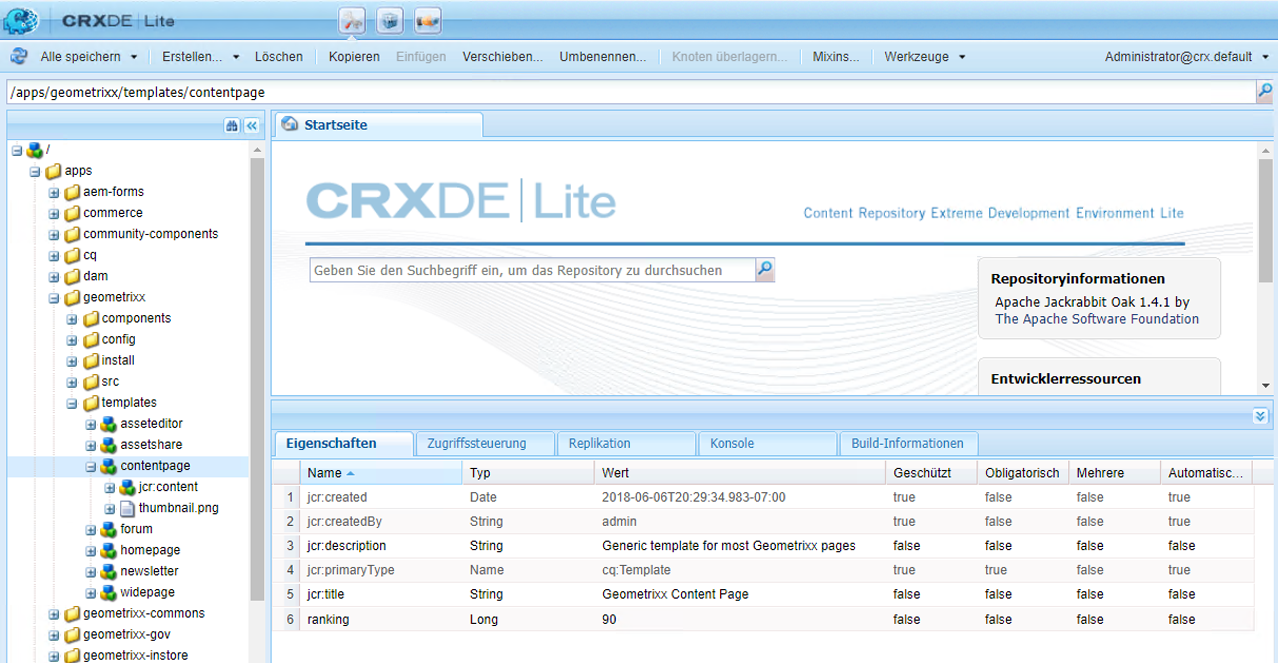 CRXDE | Lite
Alle speichern Erstellen... Löschen Kopieren Einfügen Verschieben... Umbenennen... Knoten überlagern... Mixins... Werkzeuge Administrator@crx.default
/apps/geometrixx/templates/contentpage
/
apps
aem-forms
commerce
community-components
cq
dam
geometrixx
components
config
install
src
templates
asseteditor
assetshare
contentpage
jcr:content
thumbnail.png
forum
homepage
newsletter
widepage
geometrixx-commons
geometrixx-gov
geometrixx-instore
Startseite
CRXDE | Lite
Content Repository Extreme Development Environment Lite
Geben Sie den Suchbegriff ein, um das Repository zu durchsuchen
Repositoryinformationen
Apache Jackrabbit Oak 1.4.1 by
The Apache Software Foundation
Entwicklerressourcen
Eigenschaften Zugriffssteuerung Replikation Konsole Build-Informationen
Name Typ Wert Geschützt Obligatorisch Mehrere Automatisc...
1 jcr:created Date 2018-06-06T20:29:34.983-07:00 true false false true
2 jcr:createdBy String admin true false false true
3 jcr:description String Generic template for most Geometrixx pages false false false false
4 jcr:primaryType Name cq:Template true true false true
5 jcr:title String Geometrixx Content Page false false false false
6 ranking Long 90 false false false false